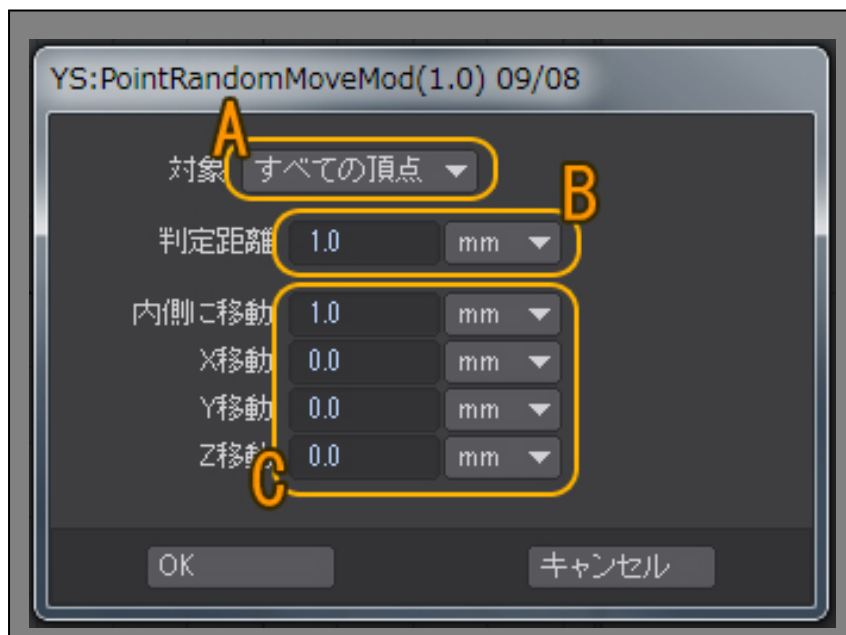 YS:PointRandomMoveMod(1.0) 09/08
A
対象 すべての頂点
B
判定距離 1.0 mm
内側に移動 1.0 mm
X移動 0.0 mm
Y移動 0.0 mm
Z移動 0.0 mm
C
OK キャンセル